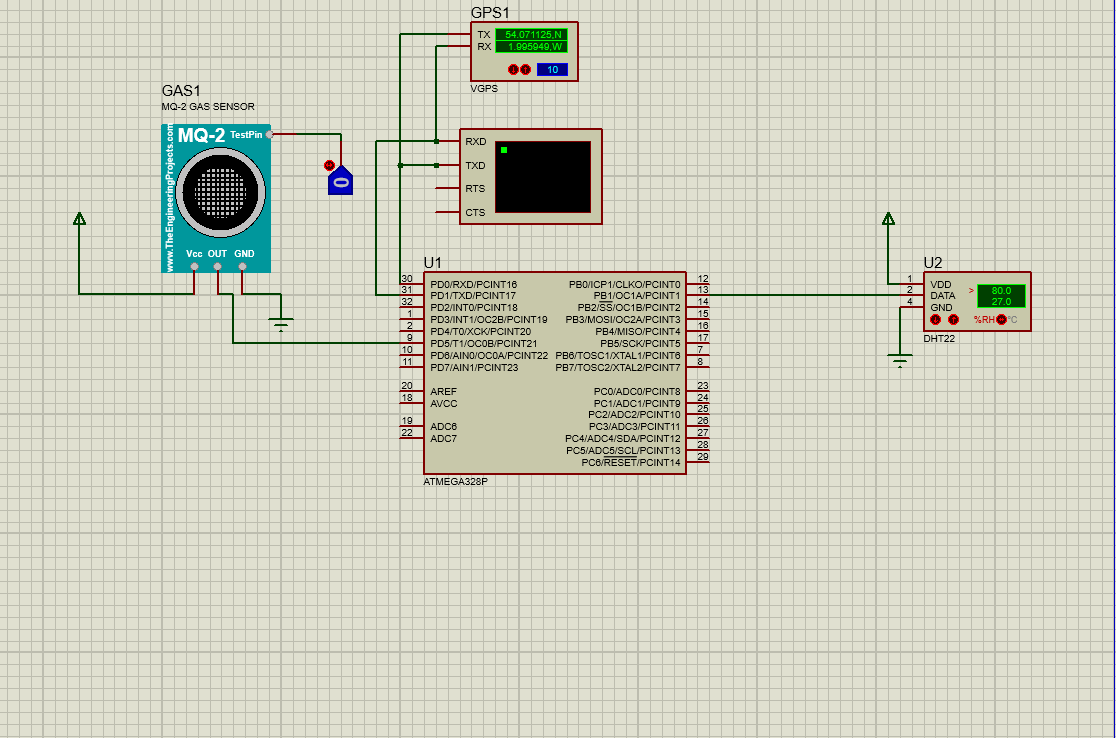 GPS1
TX 54.071125,N
RX 1.995949,W
10
VGPS
GAS1
MQ-2 GAS SENSOR
MQ-2 TestPin
www.TheEngineeringProjects.com
Vcc OUT GND
0
RXD
TXD
RTS
CTS
U1
30 PD0/RXD/PCINT16
31 PD1/TXD/PCINT17
32 PD2/INT0/PCINT18
1 PD3/INT1/OC2B/PCINT19
2 PD4/T0/XCK/PCINT20
9 PD5/T1/OC0B/PCINT21
10 PD6/AIN0/OC0A/PCINT22
11 PD7/AIN1/PCINT23
20 AREF
18 AVCC
19 ADC6
22 ADC7
PB0/ICP1/CLKO/PCINT0 12
PB1/OC1A/PCINT1 13
PB2/SS/OC1B/PCINT2 14
PB3/MOSI/OC2A/PCINT3 15
PB4/MISO/PCINT4 16
PB5/SCK/PCINT5 17
PB6/TOSC1/XTAL1/PCINT6 7
PB7/TOSC2/XTAL2/PCINT7 8
PC0/ADC0/PCINT8 23
PC1/ADC1/PCINT9 24
PC2/ADC2/PCINT10 25
PC3/ADC3/PCINT11 26
PC4/ADC4/SDA/PCINT12 27
PC5/ADC5/SCL/PCINT13 28
PC6/RESET/PCINT14 29
ATMEGA328P
U2
1 VDD
2 DATA
4 GND
> 80.0
27.0
%RH °C
DHT22